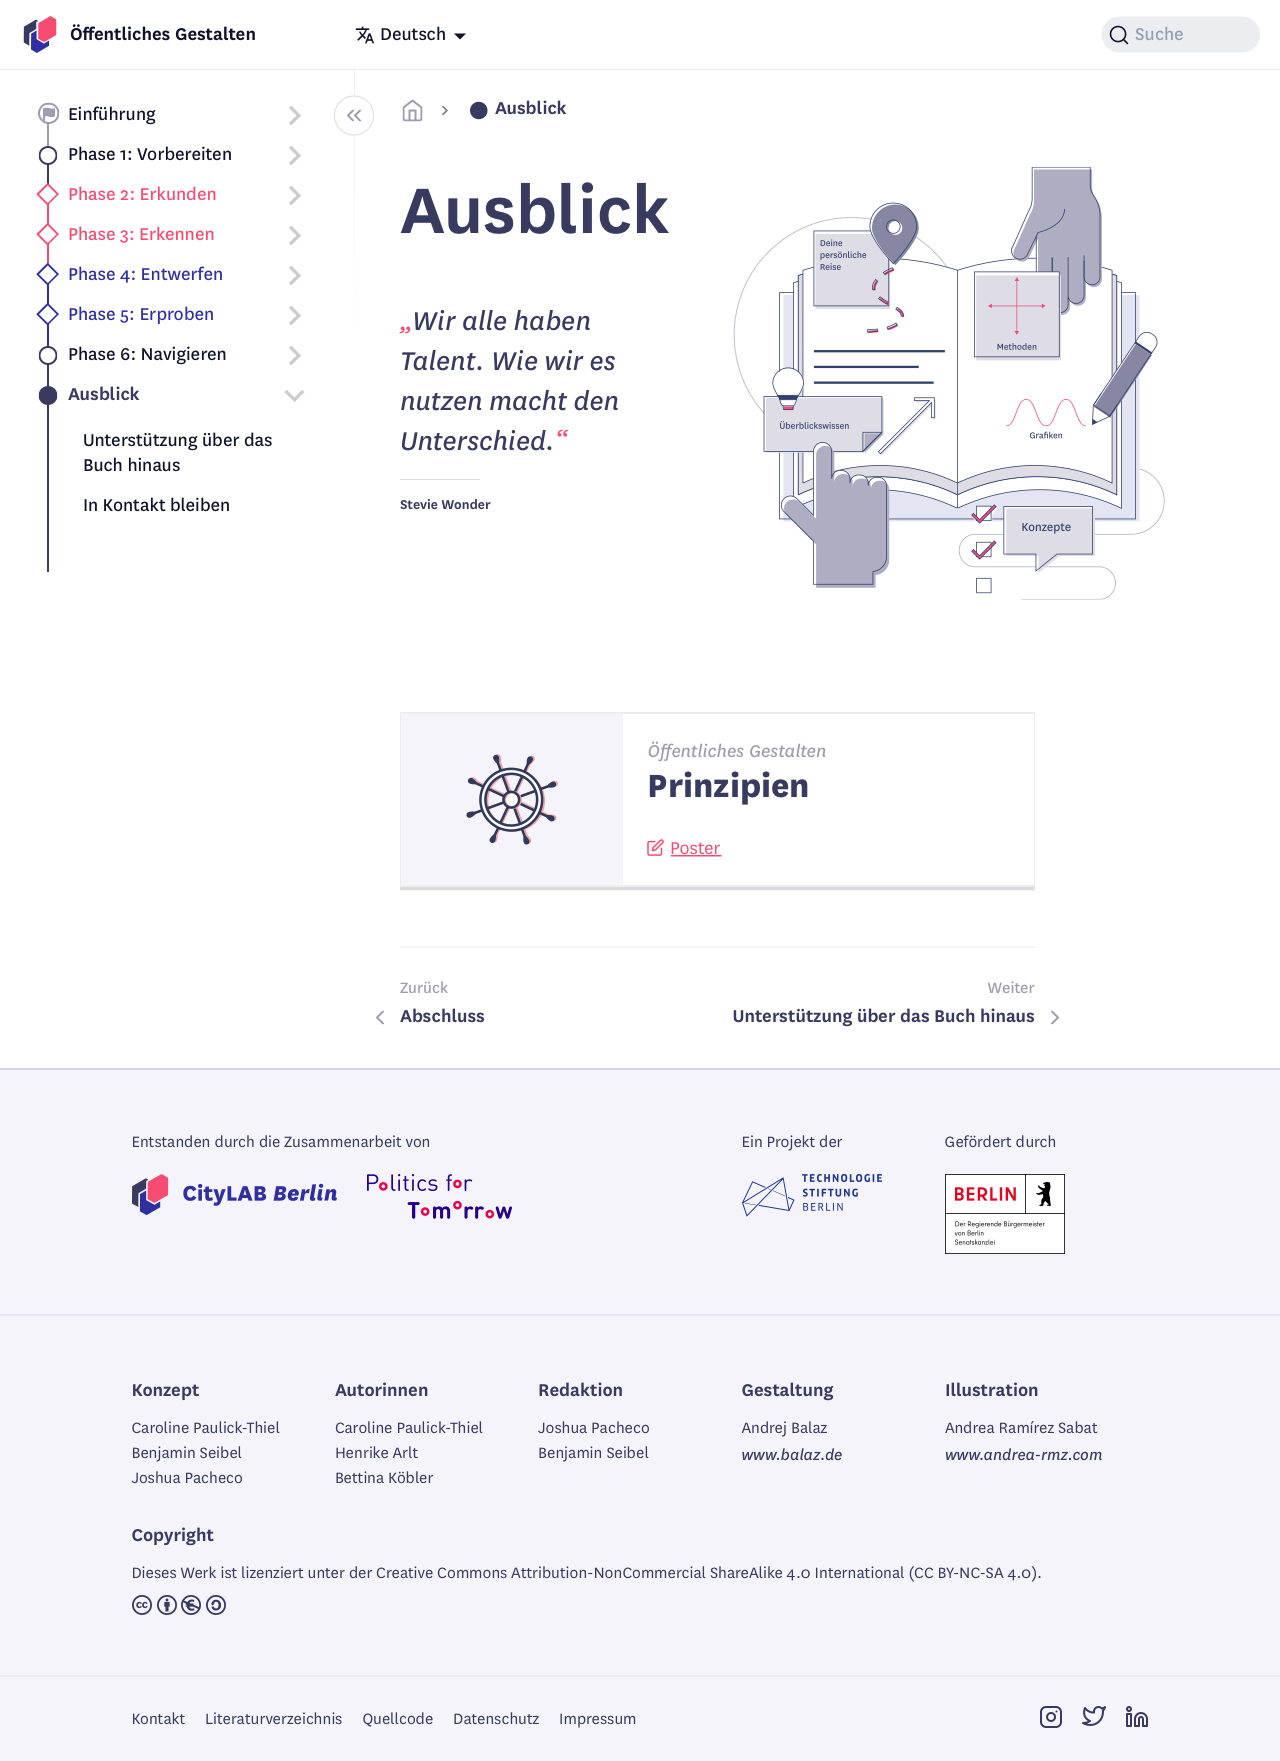 Öffentliches Gestalten
Deutsch
Suche
Einführung
Phase 1: Vorbereiten
Phase 2: Erkunden
Phase 3: Erkennen
Phase 4: Entwerfen
Phase 5: Erproben
Phase 6: Navigieren
Ausblick
Unterstützung über das
Buch hinaus
In Kontakt bleiben
Ausblick
Ausblick
„Wir alle haben
Talent. Wie wir es
nutzen macht den
Unterschied.“
Stevie Wonder
Deine
persönliche
Reise
Methoden
Überblickswissen
Grafiken
Konzepte
Öffentliches Gestalten
Prinzipien
Poster
Zurück
Abschluss
Weiter
Unterstützung über das Buch hinaus
Entstanden durch die Zusammenarbeit von
CityLAB Berlin
Politics for
Tomorrow
Ein Projekt der
TECHNOLOGIE
STIFTUNG
BERLIN
Gefördert durch
BERLIN
Der Regierende Bürgermeister
von Berlin
Senatskanzlei
Konzept
Caroline Paulick-Thiel
Benjamin Seibel
Joshua Pacheco
Autorinnen
Caroline Paulick-Thiel
Henrike Arlt
Bettina Köbler
Redaktion
Joshua Pacheco
Benjamin Seibel
Gestaltung
Andrej Balaz
www.balaz.de
Illustration
Andrea Ramírez Sabat
www.andrea-rmz.com
Copyright
Dieses Werk ist lizenziert unter der Creative Commons Attribution-NonCommercial ShareAlike 4.0 International (CC BY-NC-SA 4.0).
Kontakt
Literaturverzeichnis
Quellcode
Datenschutz
Impressum